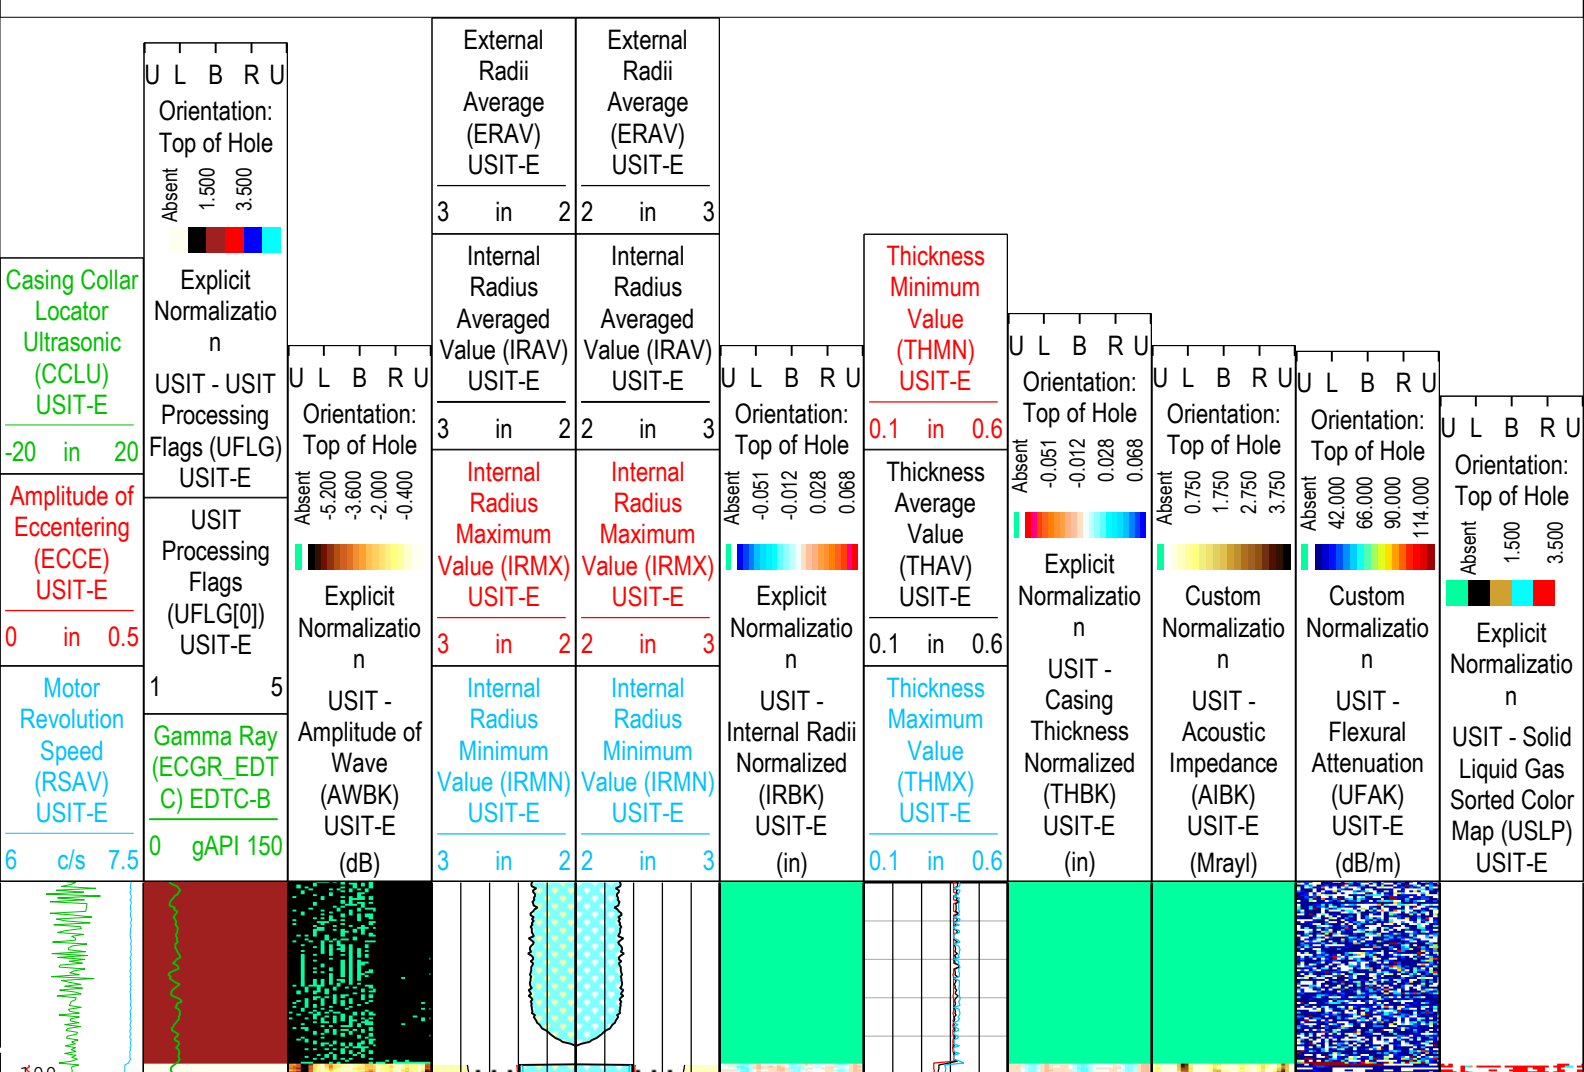 Casing Collar
Locator
Ultrasonic
(CCLU)
USIT-E
-20 in 20
Amplitude of
Eccentering
(ECCE)
USIT-E
0 in 0.5
Motor
Revolution
Speed
(RSAV)
USIT-E
6 c/s 7.5
U L B R U
Orientation:
Top of Hole
Absent
1.500
3.500
Explicit
Normalizatio
n
USIT - USIT
Processing
Flags (UFLG)
USIT-E
USIT
Processing
Flags
(UFLG[0])
USIT-E
1 5
Gamma Ray
(ECGR_EDT
C) EDTC-B
0 gAPI 150
U L B R U
Orientation:
Top of Hole
Absent
-5.200
-3.600
-2.000
-0.400
Explicit
Normalizatio
n
USIT -
Amplitude of
Wave
(AWBK)
USIT-E
(dB)
External
Radii
Average
(ERAV)
USIT-E
3 in 2
Internal
Radius
Averaged
Value (IRAV)
USIT-E
3 in 2
Internal
Radius
Maximum
Value (IRMX)
USIT-E
3 in 2
Internal
Radius
Minimum
Value (IRMN)
USIT-E
3 in 2
External
Radii
Average
(ERAV)
USIT-E
2 in 3
Internal
Radius
Averaged
Value (IRAV)
USIT-E
2 in 3
Internal
Radius
Maximum
Value (IRMX)
USIT-E
2 in 3
Internal
Radius
Minimum
Value (IRMN)
USIT-E
2 in 3
U L B R U
Orientation:
Top of Hole
Absent
-0.051
-0.012
0.028
0.068
Explicit
Normalizatio
n
USIT -
Internal Radii
Normalized
(IRBK)
USIT-E
(in)
Thickness
Minimum
Value
(THMN)
USIT-E
0.1 in 0.6
Thickness
Average
Value
(THAV)
USIT-E
0.1 in 0.6
Thickness
Maximum
Value
(THMX)
USIT-E
0.1 in 0.6
U L B R U
Orientation:
Top of Hole
Absent
-0.051
-0.012
0.028
0.068
Explicit
Normalizatio
n
USIT -
Casing
Thickness
Normalized
(THBK)
USIT-E
(in)
U L B R U
Orientation:
Top of Hole
Absent
0.750
1.750
2.750
3.750
Custom
Normalizatio
n
USIT -
Acoustic
Impedance
(AIBK)
USIT-E
(Mrayl)
U L B R U
Orientation:
Top of Hole
Absent
42.000
66.000
90.000
114.000
Custom
Normalizatio
n
USIT -
Flexural
Attenuation
(UFAK)
USIT-E
(dB/m)
U L B R U
Orientation:
Top of Hole
Absent
1.500
3.500
Explicit
Normalizatio
n
USIT - Solid
Liquid Gas
Sorted Color
Map (USLP)
USIT-E